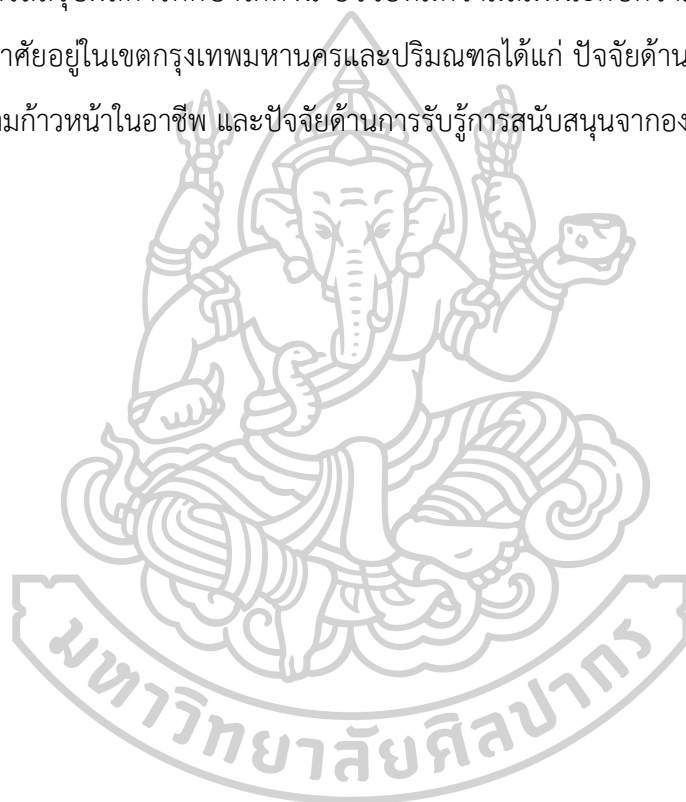 าศัยอยู่ในเขตกรุงเทพมหานครและปริมณฑลได้แก่ ปัจจัยด้าน
มก้าวหน้าในอาชีพ และปัจจัยด้านการรับรู้การสนับสนุนจากอง
มหาวิทยาลัยศิลปากร